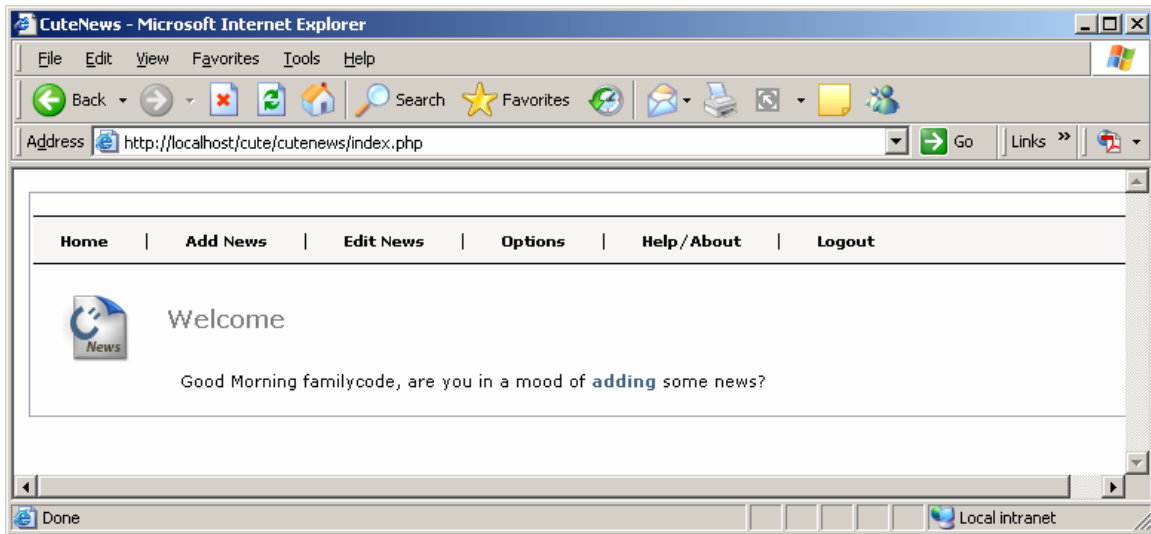 CuteNews - Microsoft Internet Explorer
File Edit View Favorites Tools Help
Back Search Favorites
Address http://localhost/cute/cutenews/index.php Go Links »
Home | Add News | Edit News | Options | Help/About | Logout
Welcome
News
Good Morning familycode, are you in a mood of adding some news?
Done Local intranet